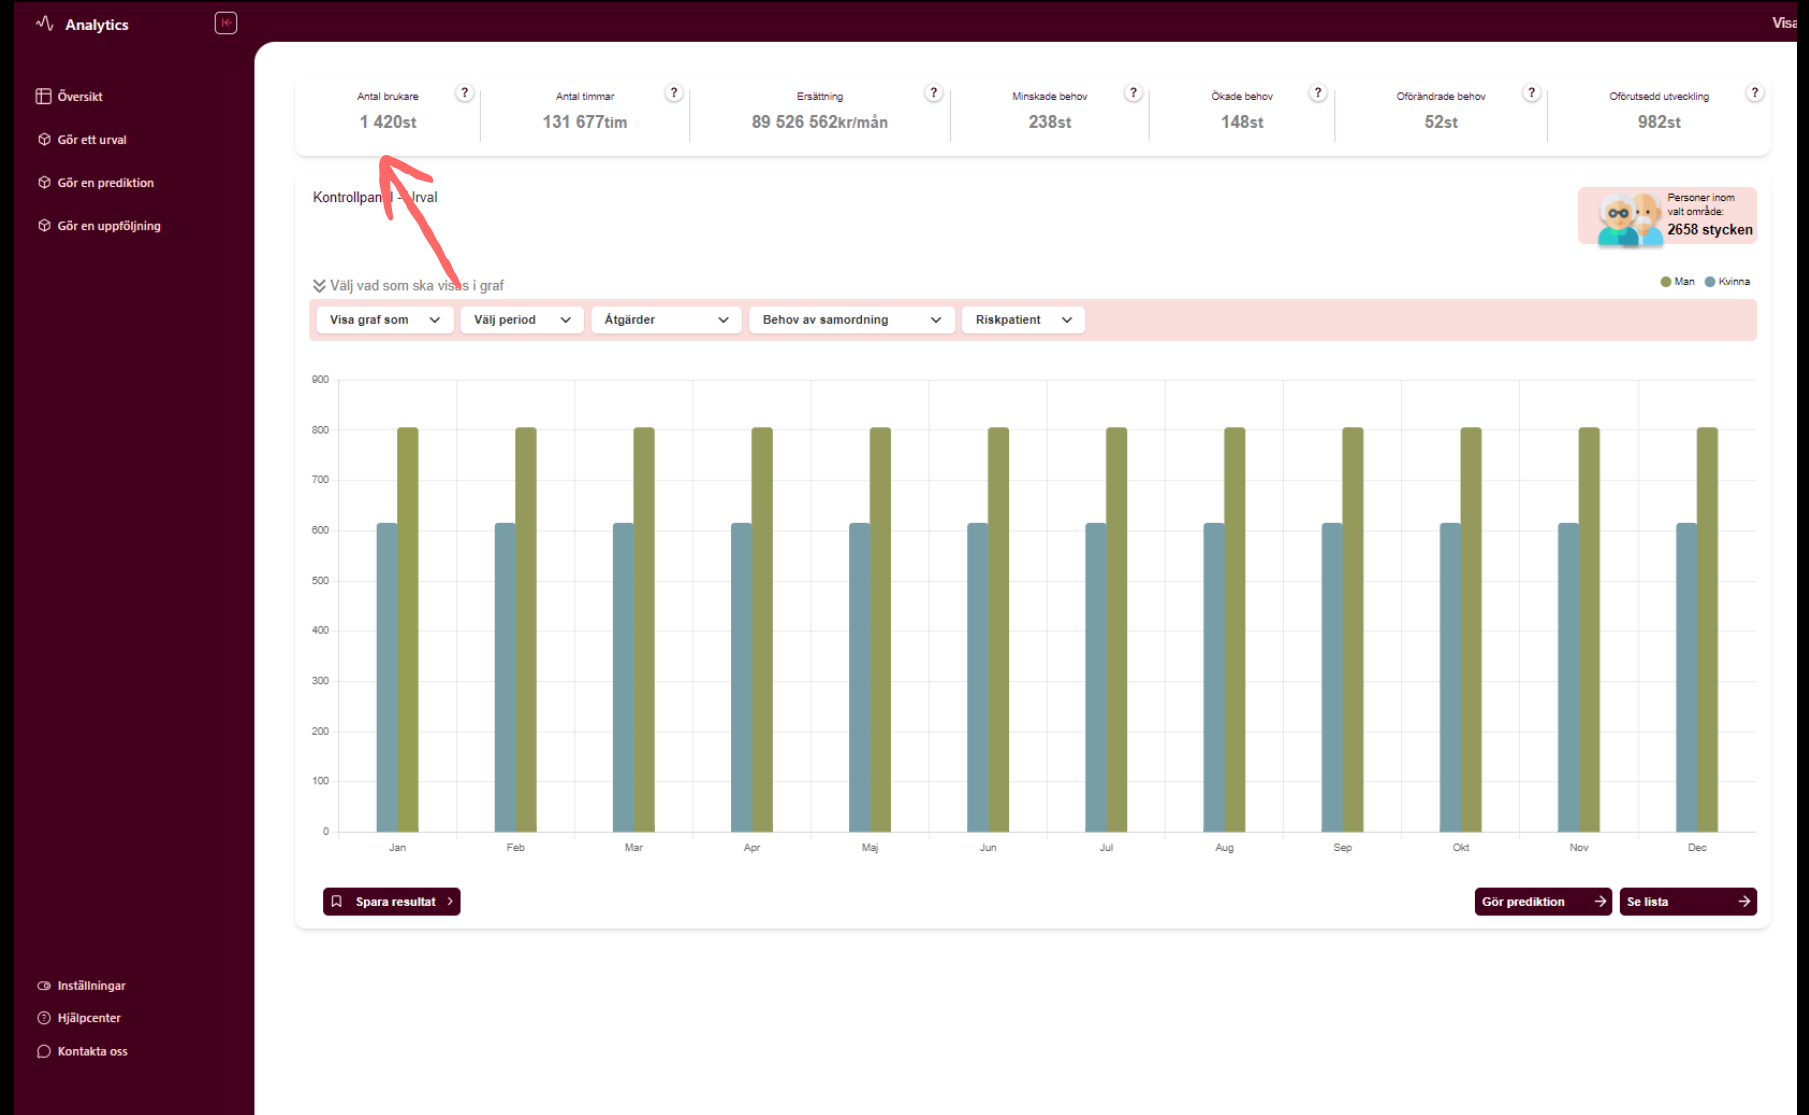 Analytics
Visa
Översikt
Gör ett urval
Gör en prediktion
Gör en uppföljning
Inställningar
Hjälpcenter
Kontakta oss
Antal brukare ?
1 420st
Antal timmar ?
131 677tim
Ersättning ?
89 526 562kr/mån
Minskade behov ?
238st
Ökade behov ?
148st
Oförändrade behov ?
52st
Oförutsedd utveckling ?
982st
Kontrollpanel - Urval
Personer inom
valt område:
2658 stycken
Välj vad som ska visas i graf
Man Kvinna
Visa graf som Välj period Åtgärder Behov av samordning Riskpatient
900
800
700
600
500
400
300
200
100
0
Jan Feb Mar Apr Maj Jun Jul Aug Sep Okt Nov Dec
Spara resultat
Gör prediktion
Se lista